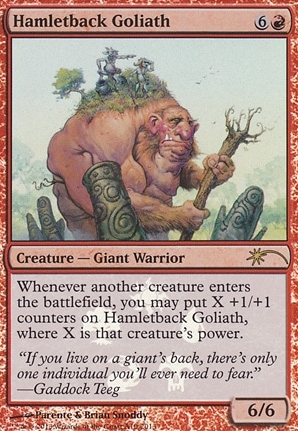 Hamletback Goliath 6
Creature — Giant Warrior
Whenever another creature enters
the battlefield, you may put X +1/+1
counters on Hamletback Goliath,
where X is that creature's power.
"If you live on a giant's back, there's only
one individual you'll ever need to fear."
—Gaddock Teeg
Parente & Brian Snoddy
6/6